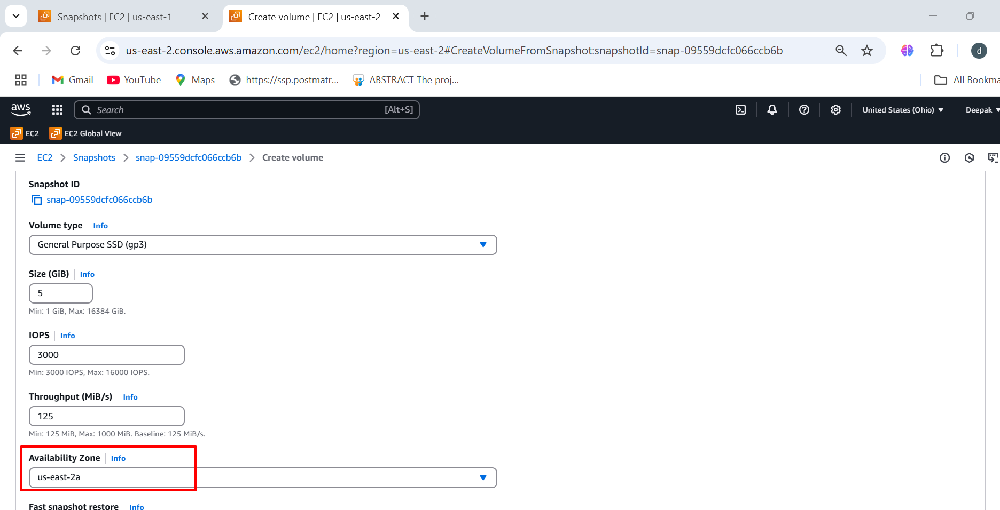 Snapshots | EC2 | us-east-1
Create volume | EC2 | us-east-2
us-east-2.console.aws.amazon.com/ec2/home?region=us-east-2#CreateVolumeFromSnapshot:snapshotId=snap-09559dcfc066ccb6b
d
Gmail YouTube Maps https://ssp.postmatr... ABSTRACT The proj... All Bookma
aws Search [Alt+S] United States (Ohio) Deepak
EC2 EC2 Global View
EC2 Snapshots snap-09559dcfc066ccb6b Create volume
Snapshot ID
snap-09559dcfc066ccb6b
Volume type Info
General Purpose SSD (gp3)
Size (GiB) Info
5
Min: 1 GiB, Max: 16384 GiB.
IOPS Info
3000
Min: 3000 IOPS, Max: 16000 IOPS.
Throughput (MiB/s) Info
125
Min: 125 MiB, Max: 1000 MiB. Baseline: 125 MiB/s.
Availability Zone Info
us-east-2a
Fast snapshot restore Info